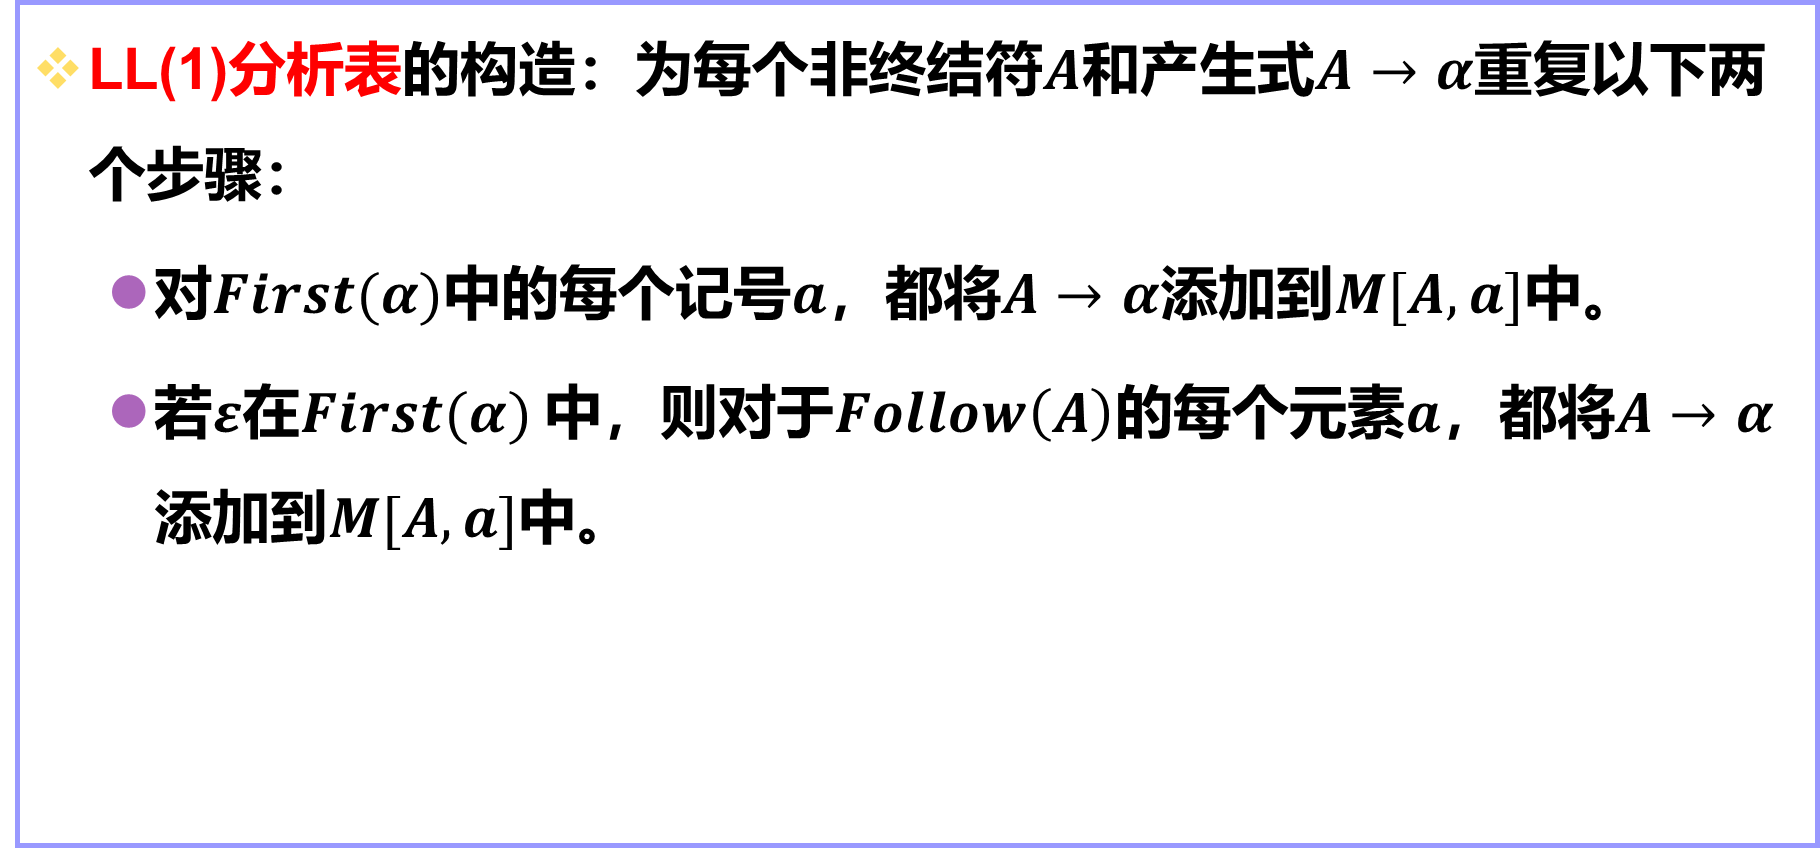 LL(1)分析表的构造：为每个非终结符A和产生式A → α重复以下两
个步骤：
对First(α)中的每个记号a，都将A → α添加到M[A, a]中。
若ε在First(α) 中，则对于Follow(A)的每个元素a，都将A → α
添加到M[A, a]中。